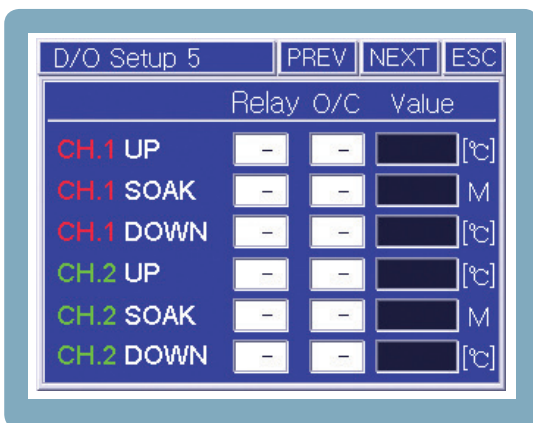 D/O Setup 5 PREV NEXT ESC
Relay O/C Value
CH.1 UP - - [℃]
CH.1 SOAK - - M
CH.1 DOWN - - [℃]
CH.2 UP - - [℃]
CH.2 SOAK - - M
CH.2 DOWN - - [℃]